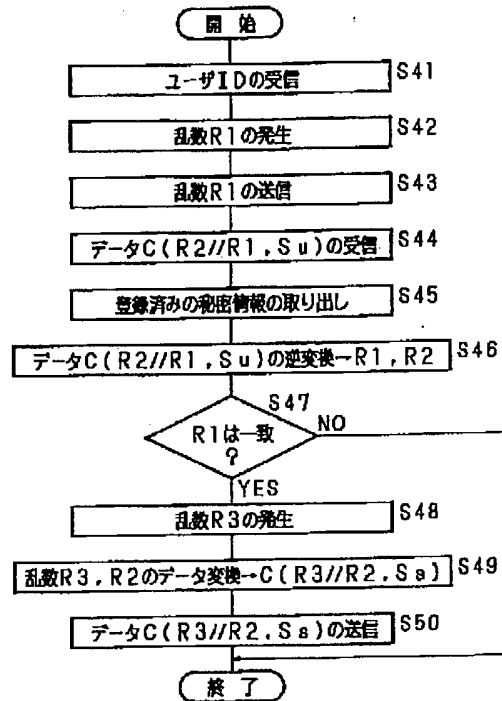 開始
ユーザIDの受信 S41
乱数R1の発生 S42
乱数R1の送信 S43
データC(R2//R1,Su)の受信 S44
登録済みの秘密情報の取り出し S45
データC(R2//R1,Su)の逆変換→R1,R2 S46
S47
R1は一致 NO
?
YES
乱数R3の発生 S48
乱数R3,R2のデータ変換→C(R3//R2.Ss) S49
データC(R3//R2.Ss)の送信 S50
終了